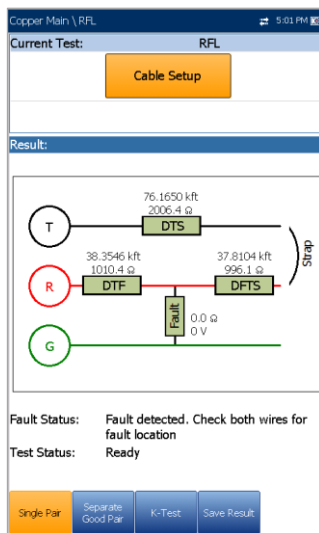 Copper Main \ RFL 5:01 PM
Current Test: RFL
Cable Setup
Result:
76.1650 kft
2006.4 Ω
T DTS
38.3546 kft 37.8104 kft
1010.4 Ω 996.1 Ω
R DTF DFTS
Strap
Fault
0.0 Ω
0 V
G
Fault Status: Fault detected. Check both wires for
fault location
Test Status: Ready
Single Pair Separate K-Test Save Result
Good Pair